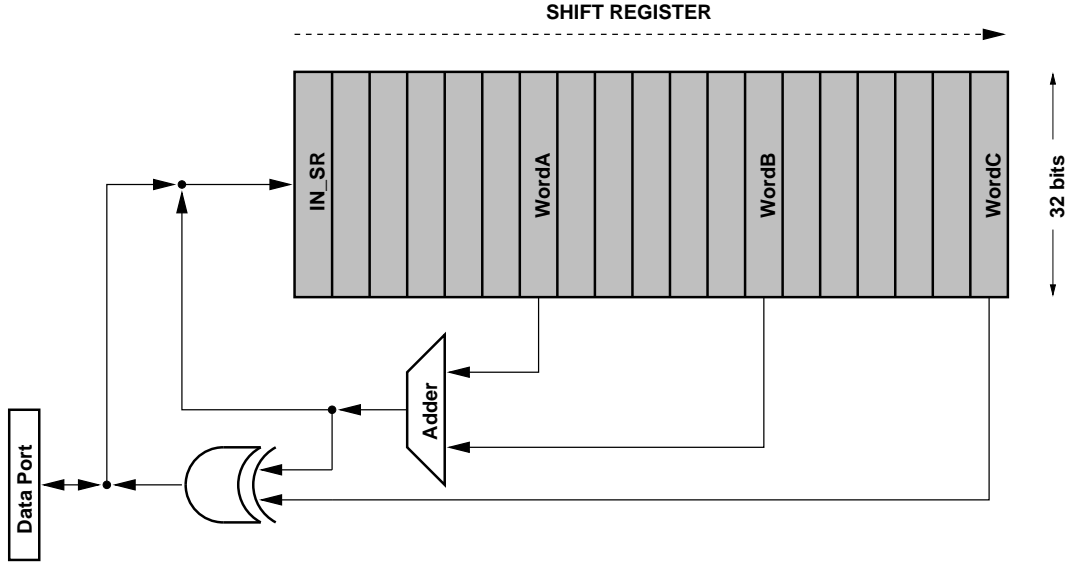 SHIFT REGISTER
IN_SR
WordA
WordB
WordC
32 bits
Adder
Data Port